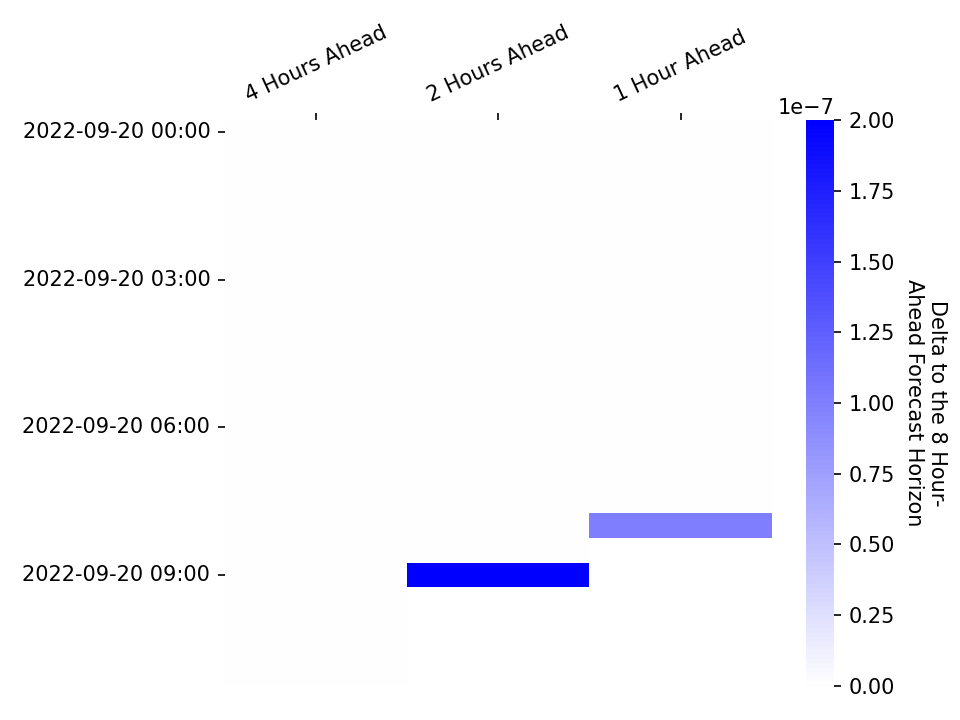 4 Hours Ahead
2 Hours Ahead
1 Hour Ahead
2022-09-20 00:00
2022-09-20 03:00
2022-09-20 06:00
2022-09-20 09:00
1e−7
2.00
1.75
1.50
1.25
1.00
0.75
0.50
0.25
0.00
Delta to the 8 Hour-
Ahead Forecast Horizon